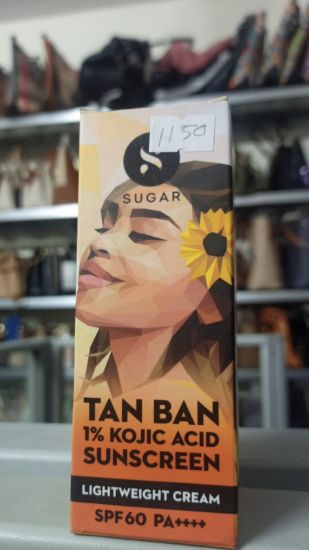 1150
SUGAR
TAN BAN
1% KOJIC ACID
SUNSCREEN
LIGHTWEIGHT CREAM
SPF60 PA++++